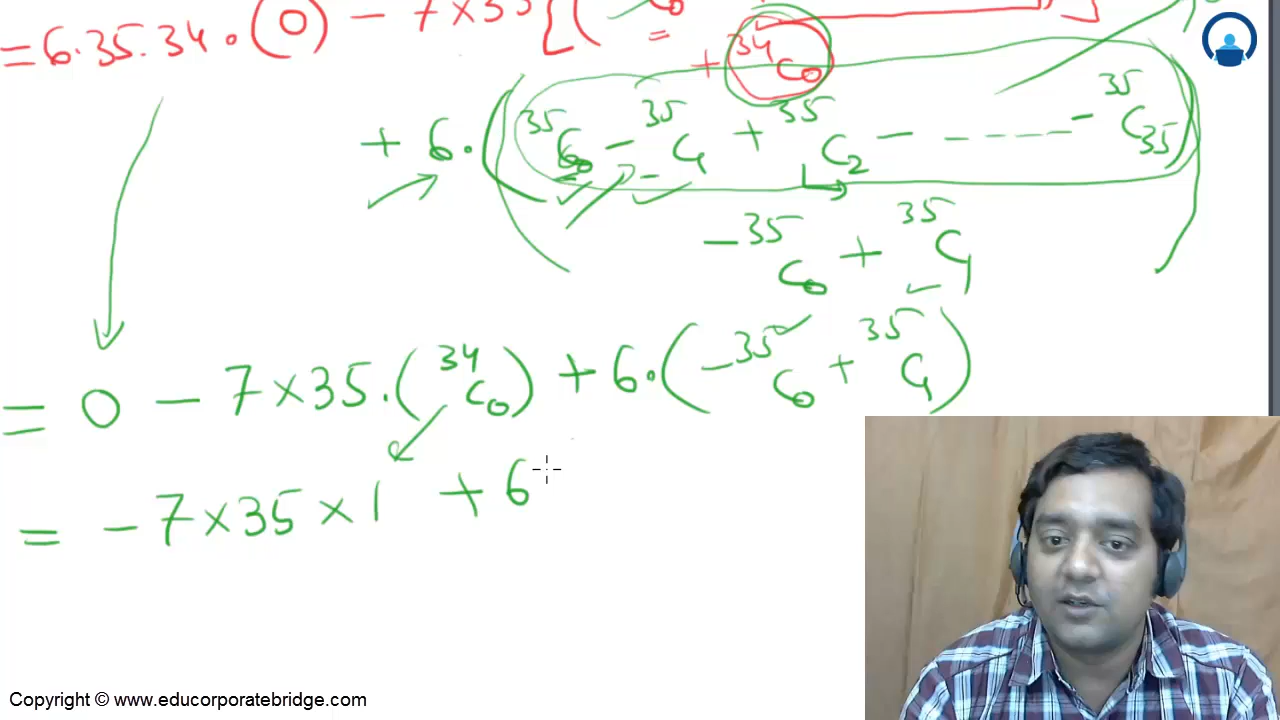 = 6.35.34 . (0) - 7×35 [( C₀ =
+ ³⁴C₀
+ 6. ( ³⁵C₀ - ³⁵C₁ + ³⁵C₂ - - - - - - ³⁵C₃₅
- ³⁵C₀ + ³⁵C₁ )
= 0 - 7×35.(³⁴C₀) + 6.(-³⁵C₀ + ³⁵C₁)
= -7×35×1 + 6
Copyright © www.educorporatebridge.com